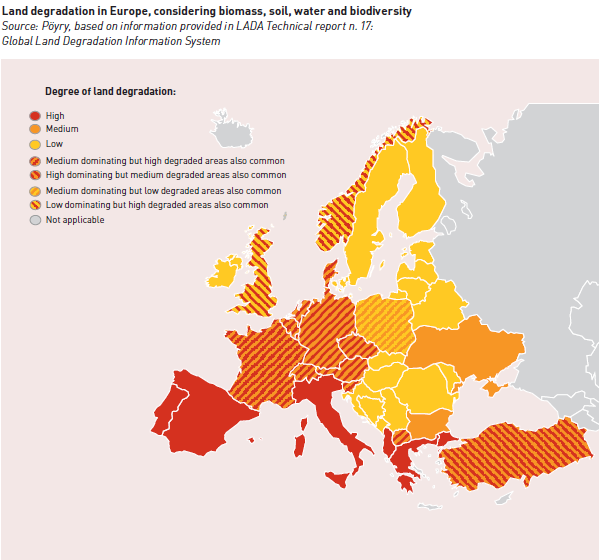 Land degradation in Europe, considering biomass, soil, water and biodiversity
Source: Pöyry, based on information provided in LADA Technical report n. 17:
Global Land Degradation Information System
Degree of land degradation:
High
Medium
Low
Medium dominating but high degraded areas also common
High dominating but medium degraded areas also common
Medium dominating but low degraded areas also common
Low dominating but high degraded areas also common
Not applicable